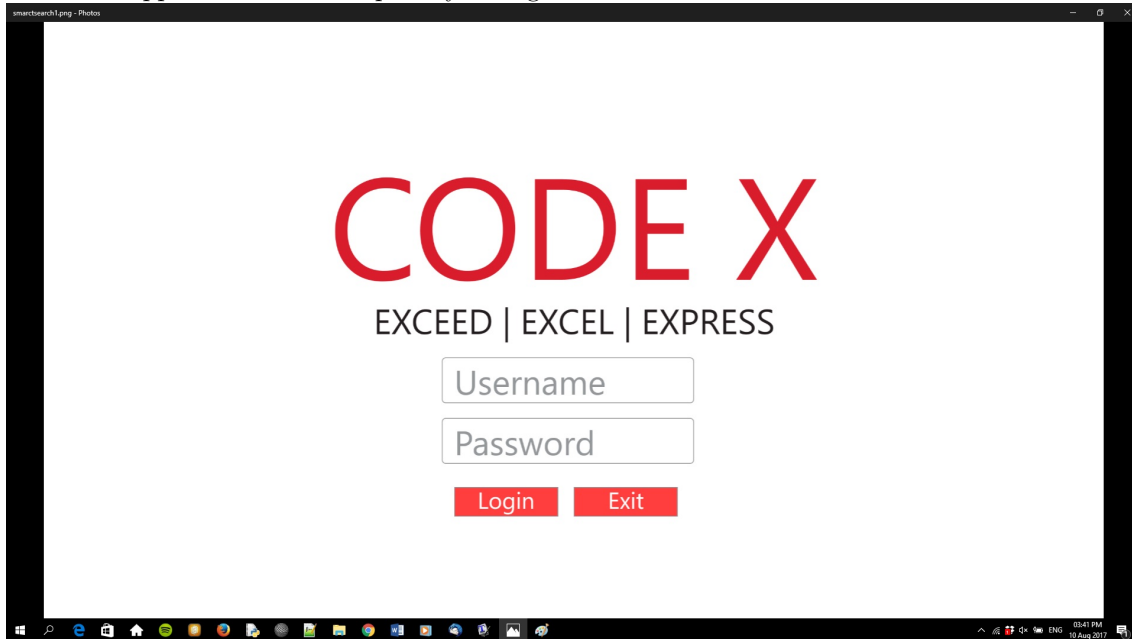 smarctsearch1.png - Photos
CODE X
EXCEED | EXCEL | EXPRESS
Username
Password
Login Exit
ENG
03:41 PM
10 Aug 2017